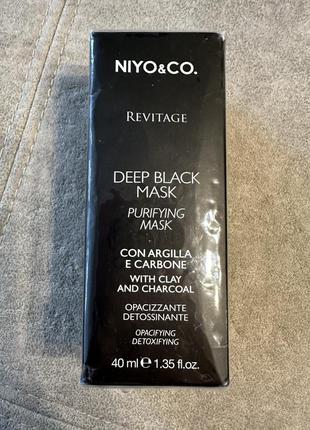 NIYO&CO.
REVITAGE
DEEP BLACK
MASK
PURIFYING
MASK
CON ARGILLA
E CARBONE
WITH CLAY
AND CHARCOAL
OPACIZZANTE
DETOSSINANTE
OPACIFYING
DETOXIFYING
40 ml ℮ 1.35 fl.oz.